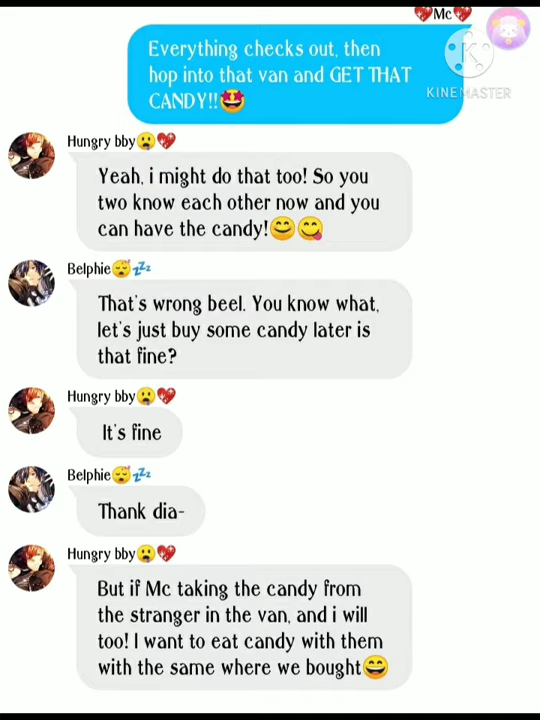 💖Mc💖
Everything checks out, then
hop into that van and GET THAT
CANDY!!🤩
KINEMASTER
Hungry bby😮💖
Yeah, i might do that too! So you
two know each other now and you
can have the candy!😊😋
Belphie😴💤
That's wrong beel. You know what,
let's just buy some candy later is
that fine?
Hungry bby😮💖
It's fine
Belphie😴💤
Thank dia-
Hungry bby😮💖
But if Mc taking the candy from
the stranger in the van, and i will
too! I want to eat candy with them
with the same where we bought😄